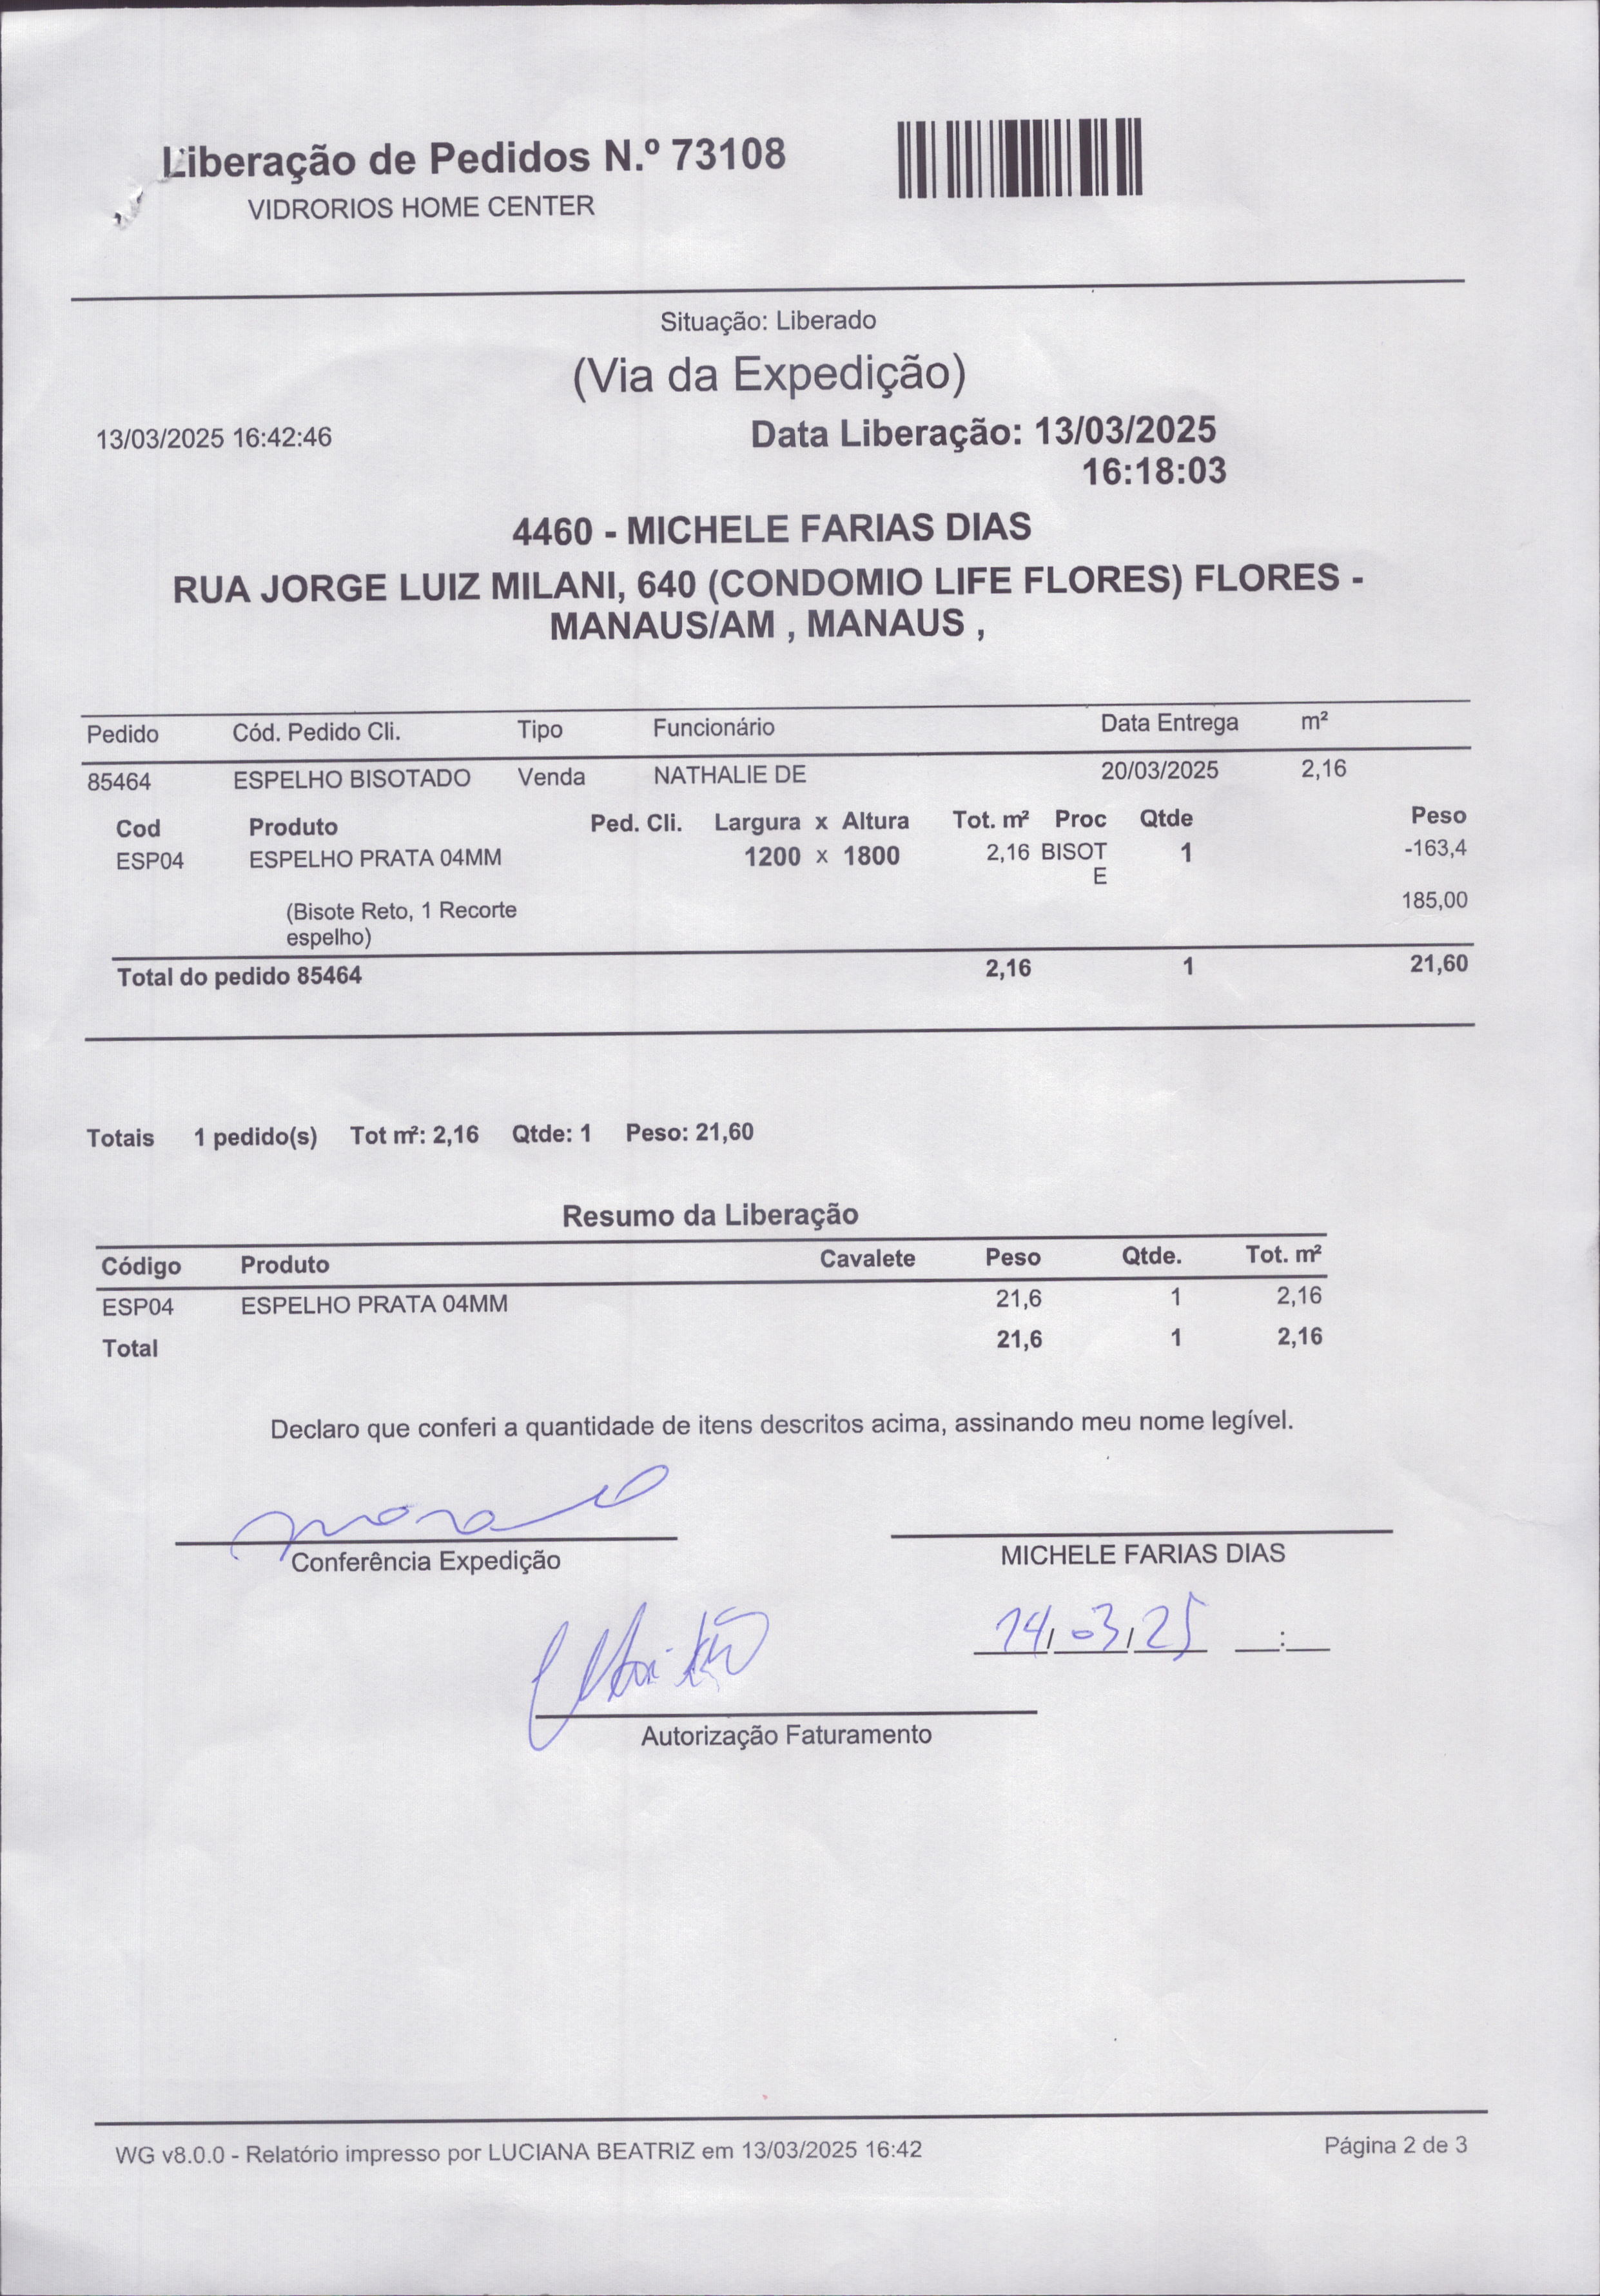 Liberação de Pedidos N.º 73108
VIDRORIOS HOME CENTER
Situação: Liberado
(Via da Expedição)
13/03/2025 16:42:46
Data Liberação: 13/03/2025
16:18:03
4460 - MICHELE FARIAS DIAS
RUA JORGE LUIZ MILANI, 640 (CONDOMIO LIFE FLORES) FLORES -
MANAUS/AM , MANAUS ,
Pedido Cód. Pedido Cli. Tipo Funcionário Data Entrega m²
85464 ESPELHO BISOTADO Venda NATHALIE DE 20/03/2025 2,16
Cod Produto Ped. Cli. Largura x Altura Tot. m² Proc Qtde Peso
ESP04 ESPELHO PRATA 04MM 1200 x 1800 2,16 BISOT 1 -163,4
E
(Bisote Reto, 1 Recorte 185,00
espelho)
Total do pedido 85464 2,16 1 21,60
Totais 1 pedido(s) Tot m²: 2,16 Qtde: 1 Peso: 21,60
Resumo da Liberação
Código Produto Cavalete Peso Qtde. Tot. m²
ESP04 ESPELHO PRATA 04MM 21,6 1 2,16
Total 21,6 1 2,16
Declaro que conferi a quantidade de itens descritos acima, assinando meu nome legível.
Conferência Expedição
MICHELE FARIAS DIAS
14/03/25 __:__
Autorização Faturamento
WG v8.0.0 - Relatório impresso por LUCIANA BEATRIZ em 13/03/2025 16:42
Página 2 de 3